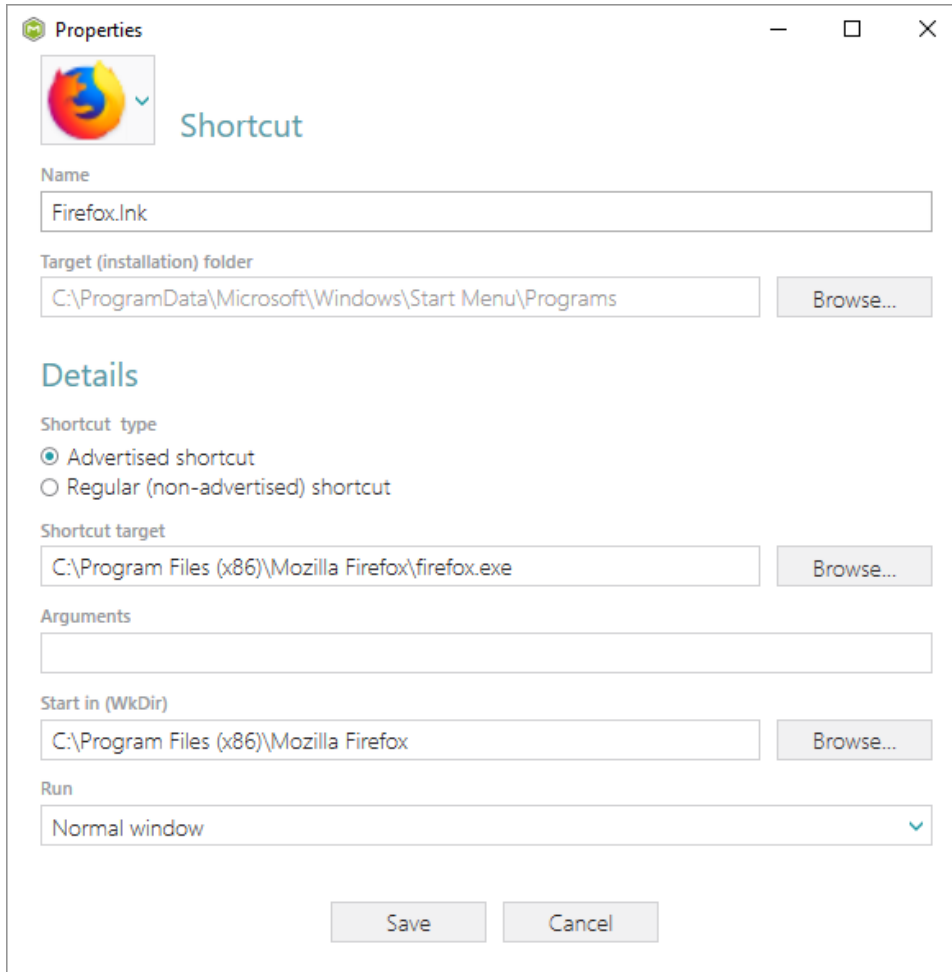 Properties
Shortcut
Name
Firefox.lnk
Target (installation) folder
C:\ProgramData\Microsoft\Windows\Start Menu\Programs
Browse...
Details
Shortcut type
Advertised shortcut
Regular (non-advertised) shortcut
Shortcut target
C:\Program Files (x86)\Mozilla Firefox\firefox.exe
Browse...
Arguments
Start in (WkDir)
C:\Program Files (x86)\Mozilla Firefox
Browse...
Run
Normal window
Save
Cancel